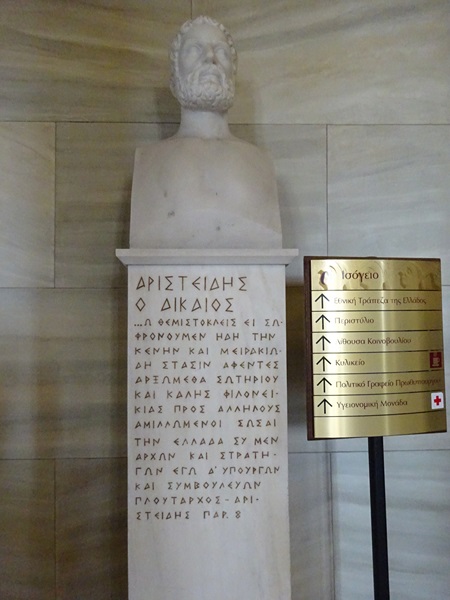 ΑΡΙΣΤΕΙΔΗΣ
Ο ΔΙΚΑΙΟΣ
...Ω ΘΕΜΙΣΤΟΚΛΕΙΣ ΕΙ ΣΩ-
ΦΡΟΝΟΥΜΕΝ ΗΔΗ ΤΗΝ
ΚΕΝΗΝ ΚΑΙ ΜΕΙΡΑΚΙΩ-
ΔΗ ΣΤΑΣΙΝ ΑΦΕΝΤΕΣ
ΑΡΞΩΜΕΘΑ ΣΩΤΗΡΙΟΥ
ΚΑΙ ΚΑΛΗΣ ΦΙΛΟΝΕΙ-
ΚΙΑΣ ΠΡΟΣ ΑΛΛΗΛΟΥΣ
ΑΜΙΛΛΩΜΕΝΟΙ ΣΩΣΑΙ
ΤΗΝ ΕΛΛΑΔΑ ΣΥ ΜΕΝ
ΑΡΧΩΝ ΚΑΙ ΣΤΡΑΤΗ-
ΓΩΝ ΕΓΩ Δ' ΥΠΟΥΡΓΩΝ
ΚΑΙ ΣΥΜΒΟΥΛΕΥΩΝ
ΠΛΟΥΤΑΡΧΟΣ - ΑΡΙ-
ΣΤΕΙΔΗΣ ΠΑΡ. 8
Ισόγειο
Εθνική Τράπεζα της Ελλάδος
Περιστύλιο
Αίθουσα Κοινοβουλίου
Κυλικείο
Πολιτικό Γραφείο Πρωθυπουργού
Υγειονομική Μονάδα